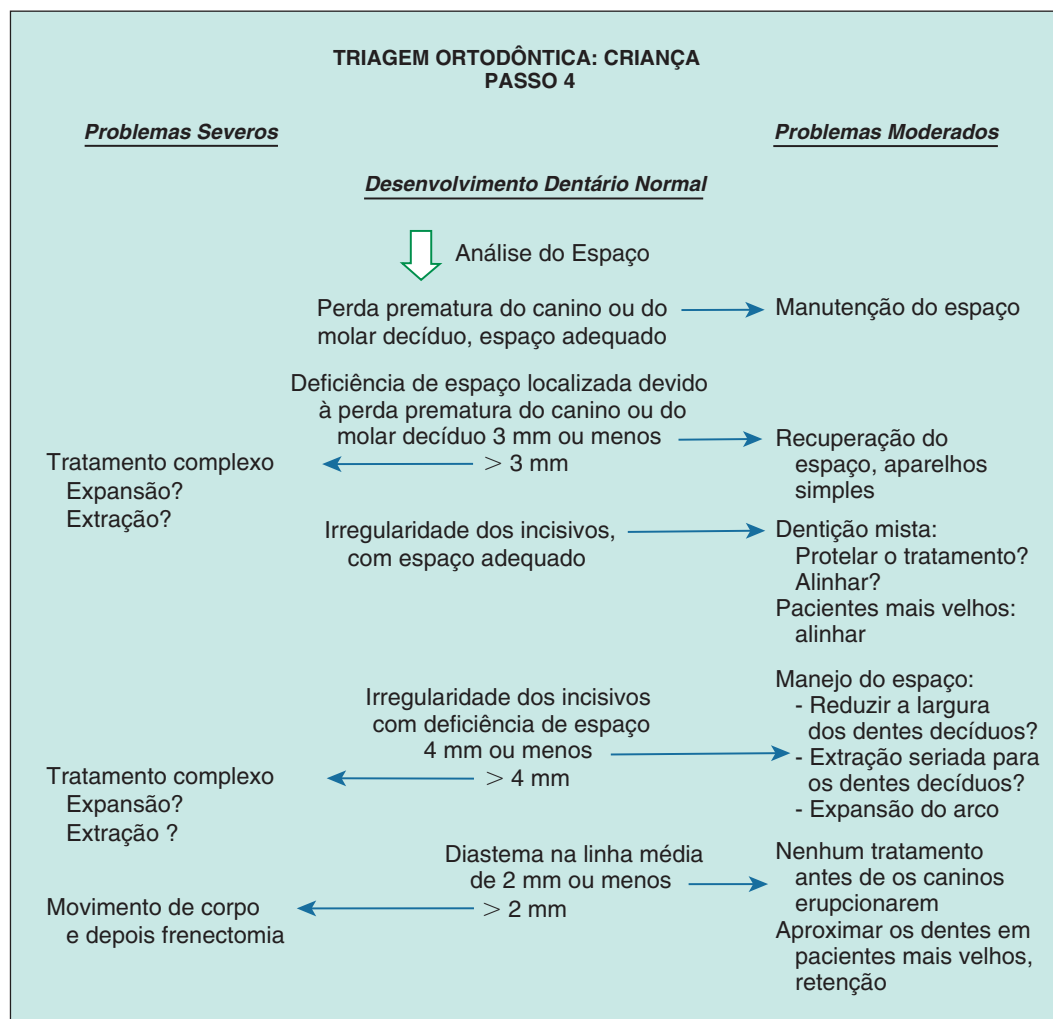 TRIAGEM ORTODÔNTICA: CRIANÇA
PASSO 4
Problemas Severos
Problemas Moderados
Desenvolvimento Dentário Normal
Análise do Espaço
Perda prematura do canino ou do
molar decíduo, espaço adequado
Manutenção do espaço
Deficiência de espaço localizada devido
à perda prematura do canino ou do
molar decíduo 3 mm ou menos
> 3 mm
Recuperação do
espaço, aparelhos
simples
Tratamento complexo
Expansão?
Extração?
Irregularidade dos incisivos,
com espaço adequado
Dentição mista:
Protelar o tratamento?
Alinhar?
Pacientes mais velhos:
alinhar
Irregularidade dos incisivos
com deficiência de espaço
4 mm ou menos
> 4 mm
Manejo do espaço:
- Reduzir a largura
dos dentes decíduos?
- Extração seriada para
os dentes decíduos?
- Expansão do arco
Tratamento complexo
Expansão?
Extração ?
Diastema na linha média
de 2 mm ou menos
> 2 mm
Nenhum tratamento
antes de os caninos
erupcionarem
Aproximar os dentes em
pacientes mais velhos,
retenção
Movimento de corpo
e depois frenectomia